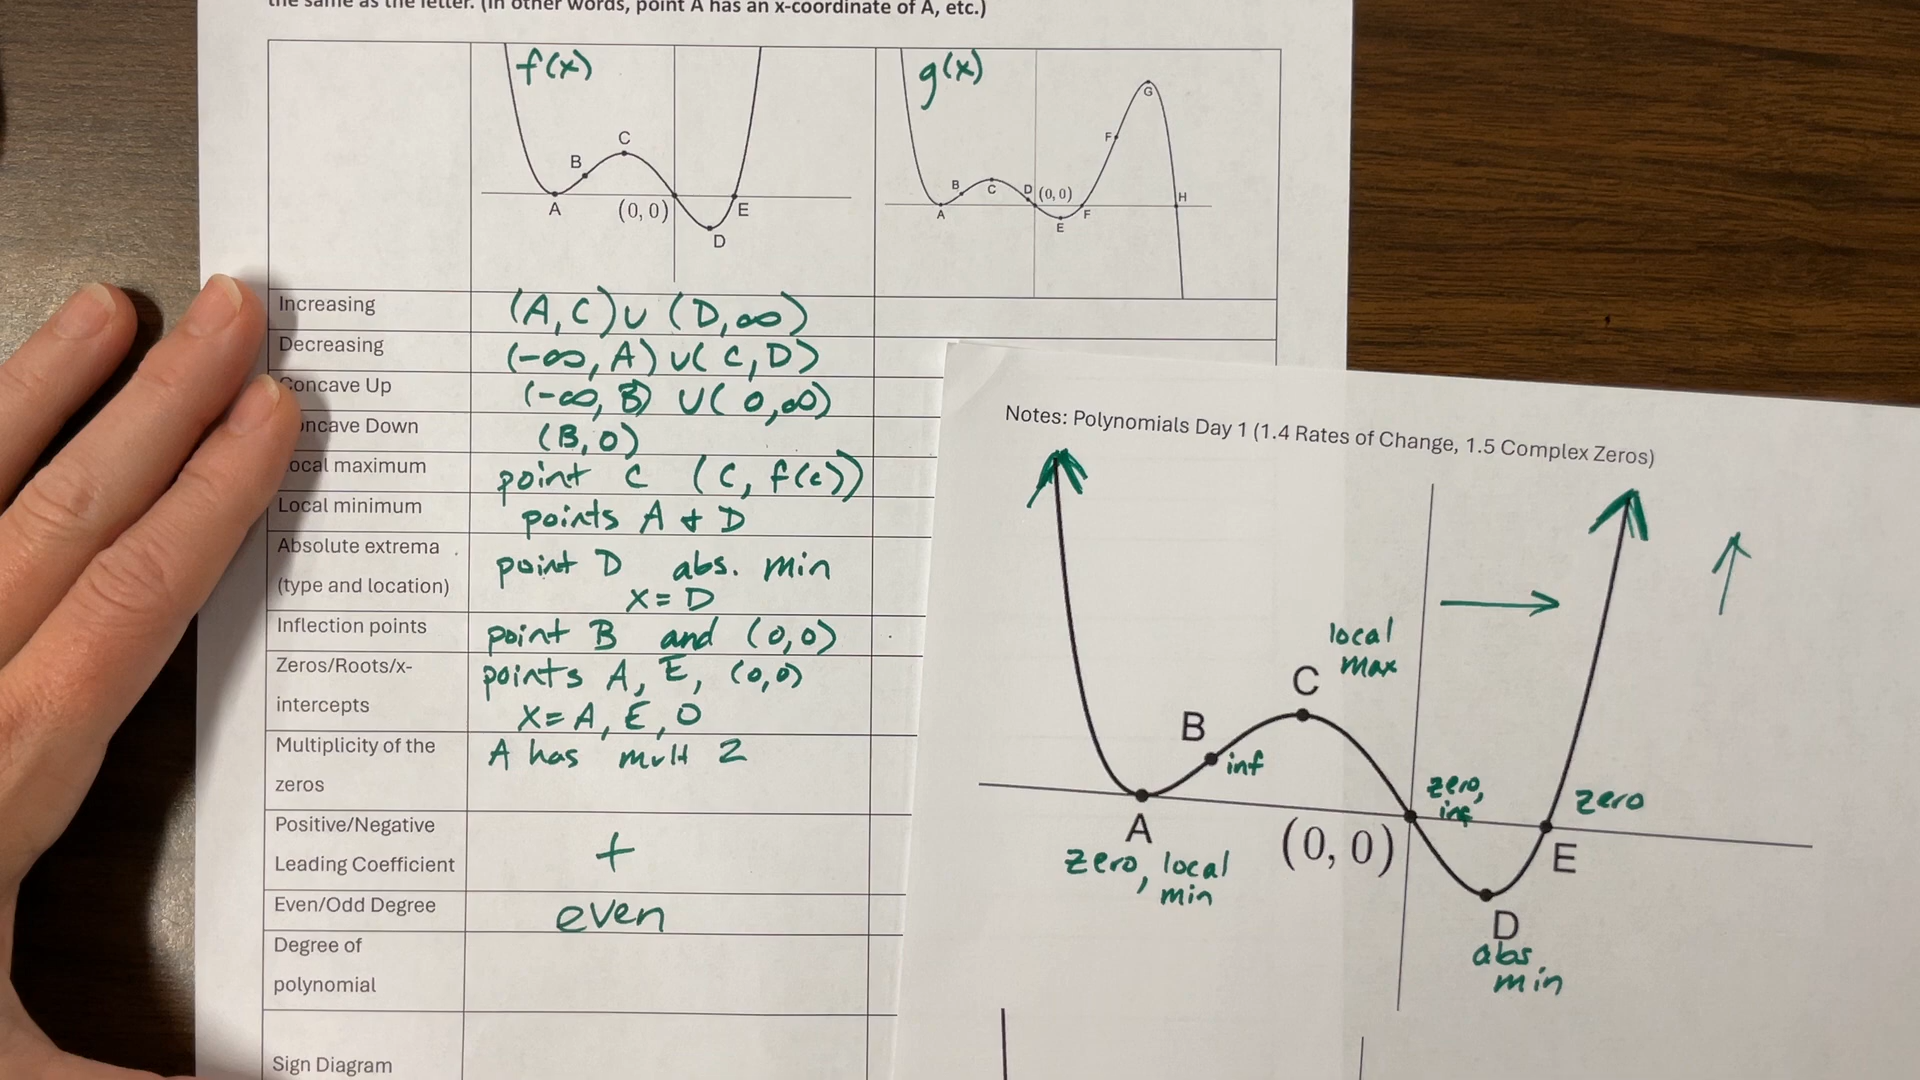 the same as the letter. (In other words, point A has an x-coordinate of A, etc.)
f(x)
g(x)
A
B
C
(0, 0)
D
E
A
B
C
D
(0, 0)
E
F
F
G
H
Increasing
(A, C) ∪ (D, ∞)
Decreasing
(-∞, A) ∪ (C, D)
Concave Up
(-∞, B) ∪ (0, ∞)
oncave Down
(B, 0)
ocal maximum
point C (C, f(c))
Local minimum
points A + D
Absolute extrema
(type and location)
point D abs. min
X = D
Inflection points
point B and (0,0)
Zeros/Roots/x-
intercepts
points A, E, (0,0)
X = A, E, 0
Multiplicity of the
zeros
A has mult 2
Positive/Negative
Leading Coefficient
+
Even/Odd Degree
even
Degree of
polynomial
Sign Diagram
Notes: Polynomials Day 1 (1.4 Rates of Change, 1.5 Complex Zeros)
local
max
C
B
inf
zero,
inf
zero
A
zero, local
min
(0, 0)
E
D
abs
min